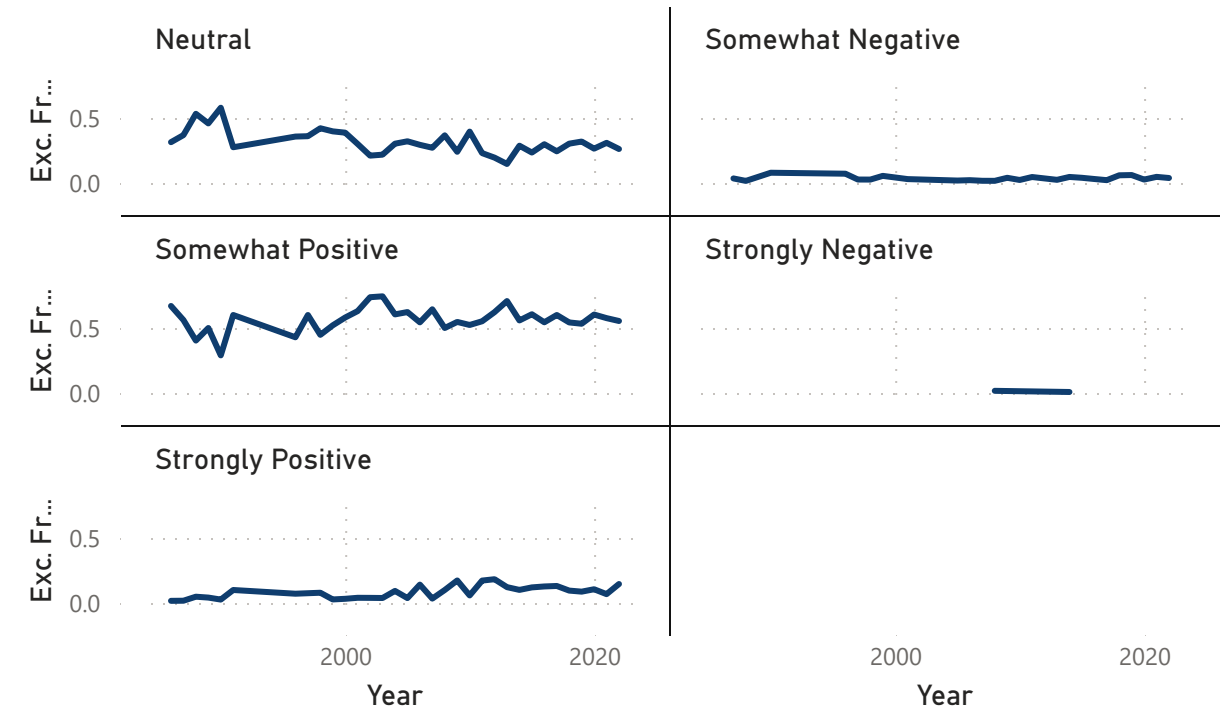 Neutral
Somewhat Negative
Exc. Fr...
0.5
0.0
Somewhat Positive
Strongly Negative
Exc. Fr...
0.5
0.0
Strongly Positive
Exc. Fr...
0.5
0.0
2000
2020
2000
2020
Year
Year